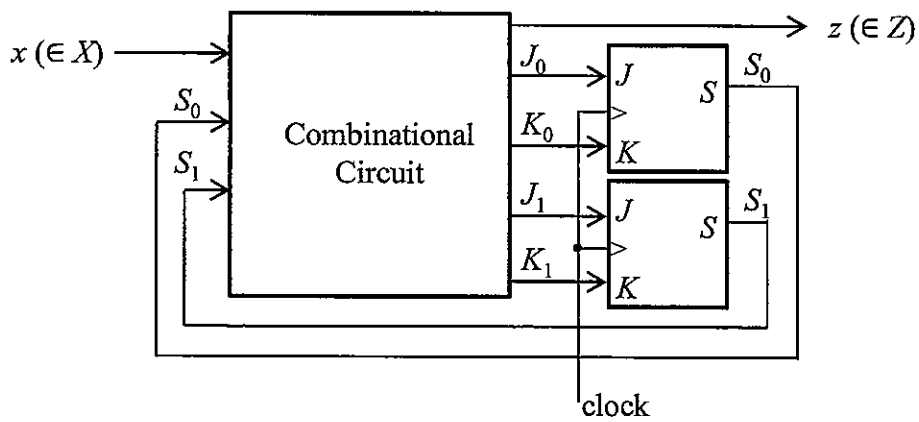 x (∈ X)
z (∈ Z)
S₀
S₁
Combinational
Circuit
J₀
K₀
J₁
K₁
J
S
K
S₀
J
S
K
S₁
clock